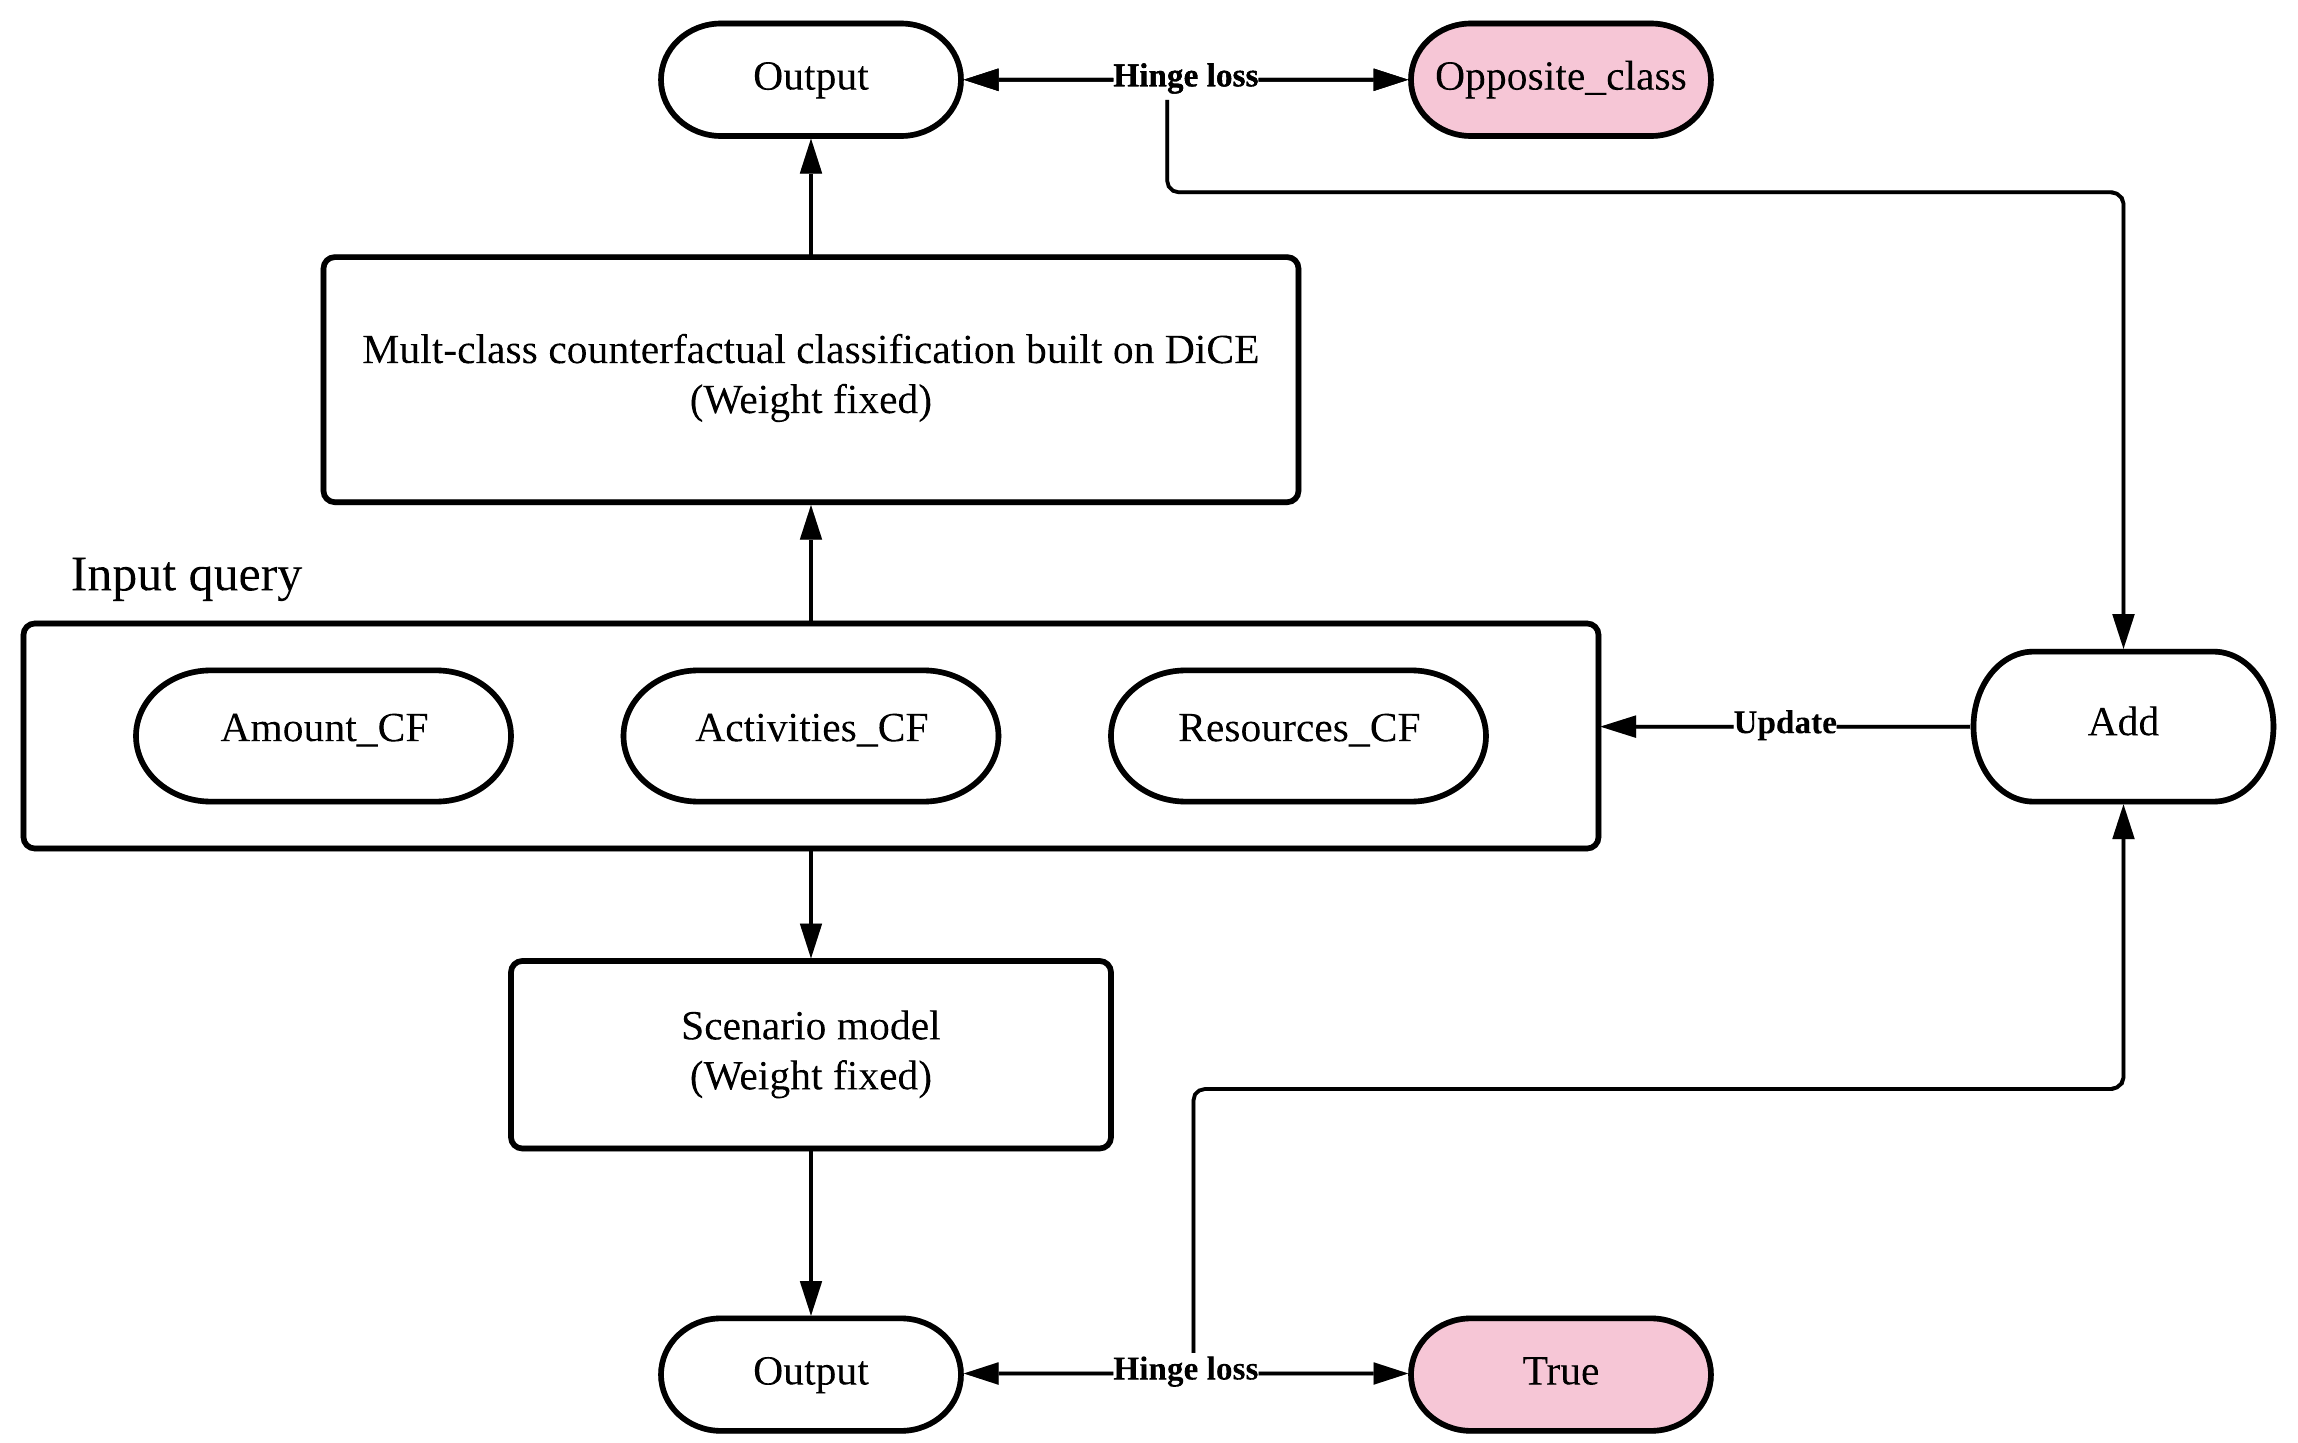 Output
Hinge loss
Opposite_class
Mult-class counterfactual classification built on DiCE
(Weight fixed)
Input query
Amount_CF
Activities_CF
Resources_CF
Update
Add
Scenario model
(Weight fixed)
Output
Hinge loss
True